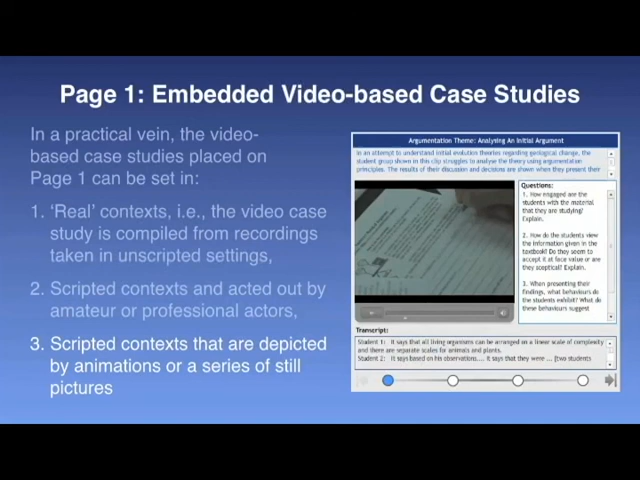 Page 1: Embedded Video-based Case Studies
In a practical vein, the video-
based case studies placed on
Page 1 can be set in:
1. ‘Real’ contexts, i.e., the video case
study is compiled from recordings
taken in unscripted settings,
2. Scripted contexts and acted out by
amateur or professional actors,
3. Scripted contexts that are depicted
by animations or a series of still
pictures
Argumentation Theme: Analysing An Initial Argument
In an attempt to understand initial evolution theories regarding geological change, the
student group shown in this clip struggles to analyse the theory using argumentation
principles. The results of their discussion and decisions are shown when they present their
Questions:
1. How engaged are the
students with the material
that they are studying?
Explain.
2. How do the students view
the information given in the
textbook? Do they seem to
accept it at face value or are
they sceptical? Explain.
3. When presenting their
findings, what behaviours do
the students exhibit? What do
these behaviours suggest
Transcript:
Student 1: It says that all living organisms can be arranged on a linear scale of complexity
and there are separate scales for animals and plants.
Student 2: It says based on his observations.... it says that they were ... [two students